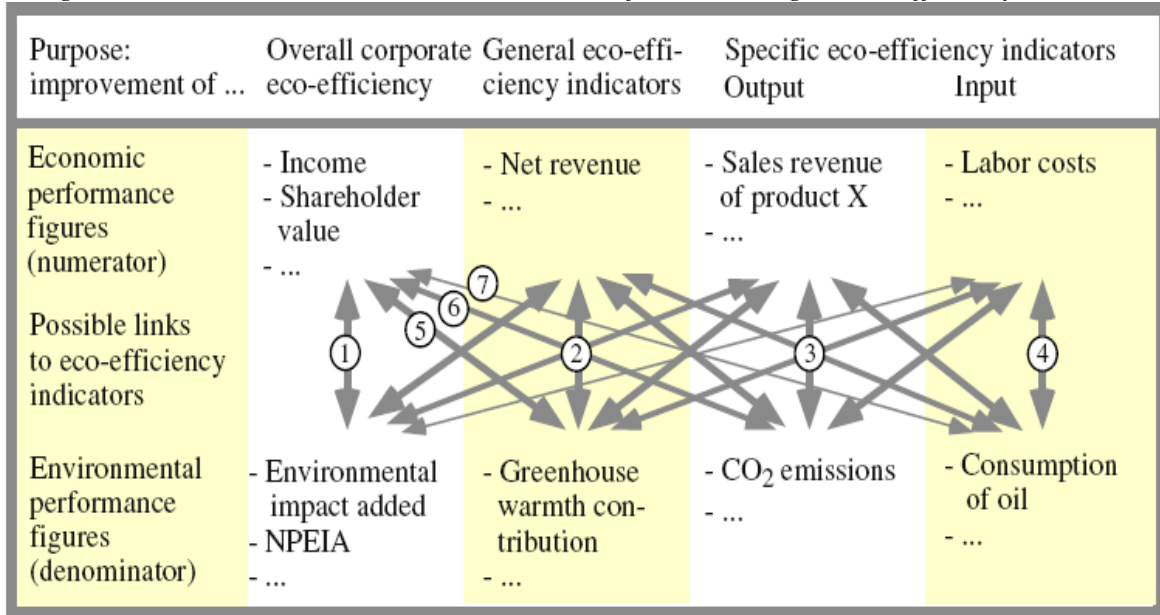 Purpose:
improvement of ...
Overall corporate
eco-efficiency
General eco-effi-
ciency indicators
Specific eco-efficiency indicators
Output
Input
Economic
performance
figures
(numerator)
- Income
- Shareholder
value
- ...
- Net revenue
- ...
- Sales revenue
of product X
- ...
- Labor costs
- ...
Possible links
to eco-efficiency
indicators
1
5
6
7
2
3
4
Environmental
performance
figures
(denominator)
- Environmental
impact added
- NPEIA
- ...
- Greenhouse
warmth con-
tribution
- ...
- CO2 emissions
- ...
- Consumption
of oil
- ...